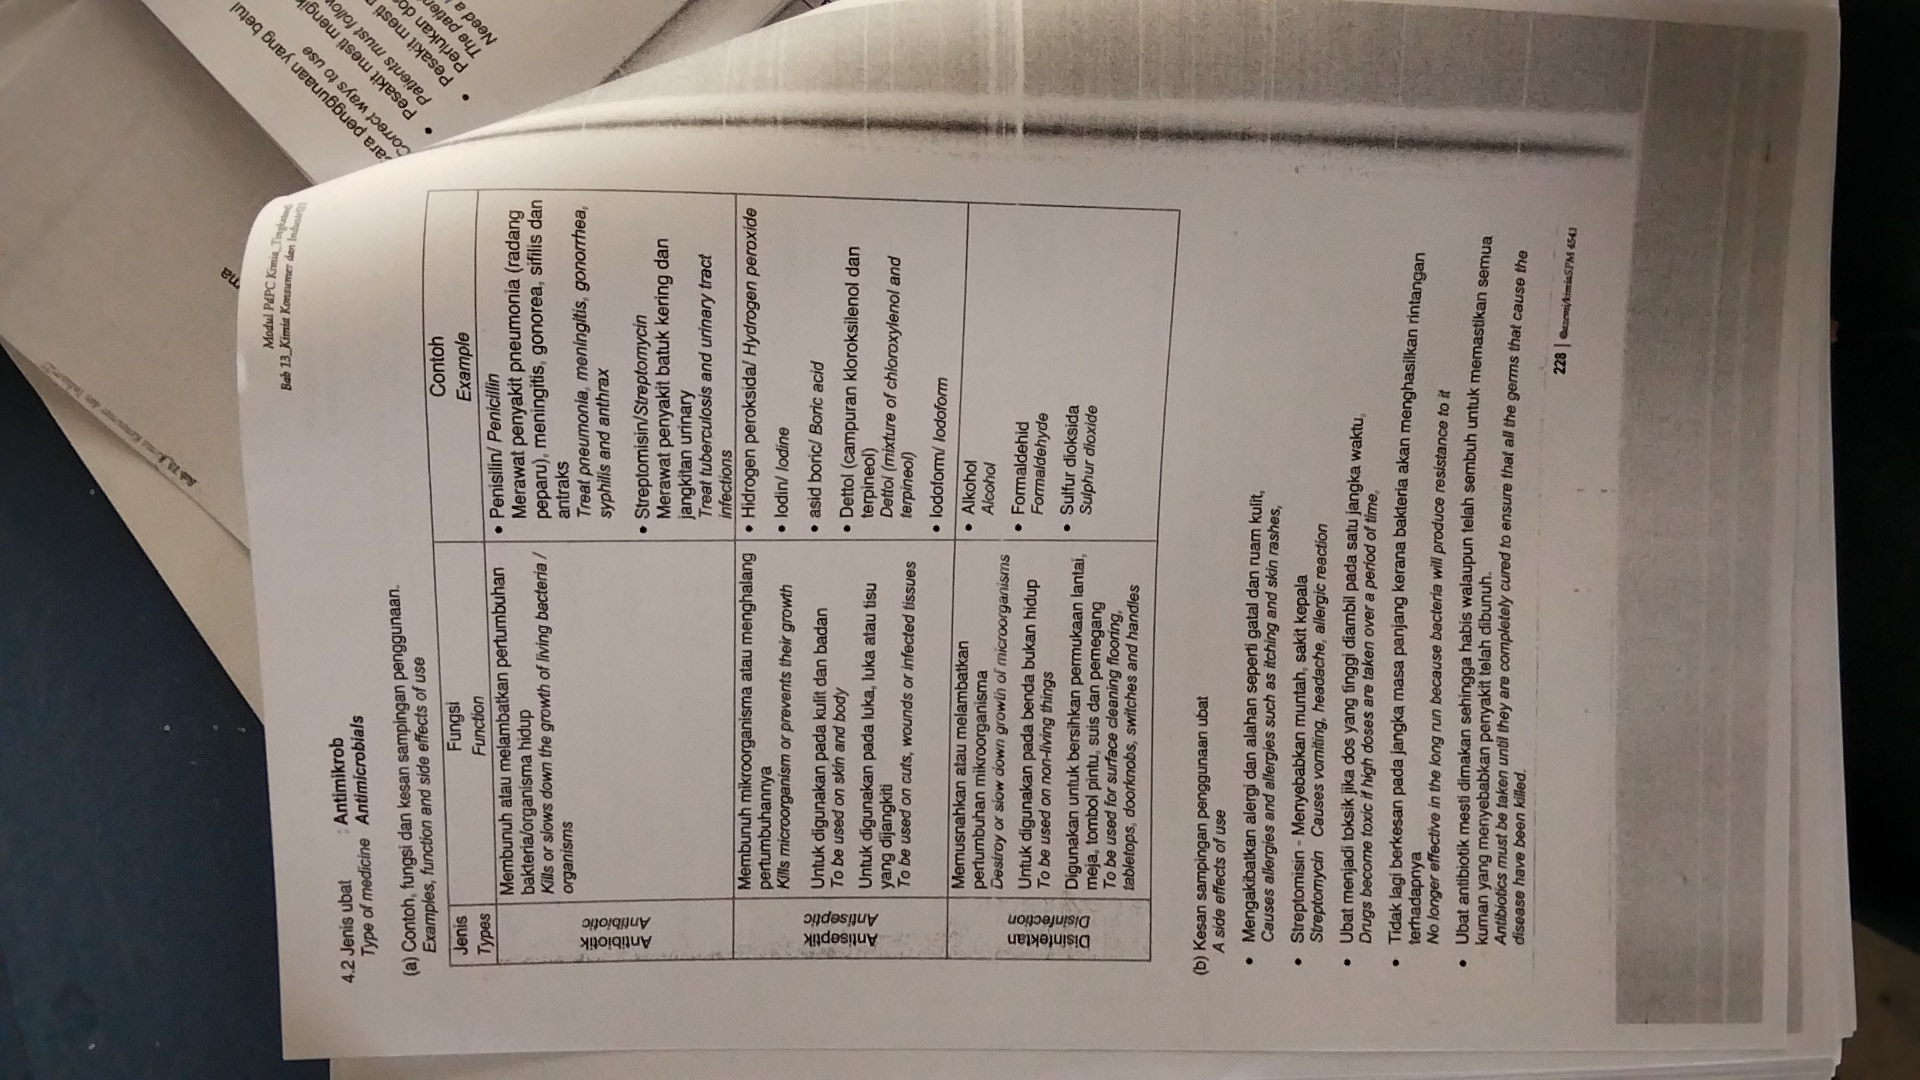 Modul PdPC Kimia_Tingkatan5
Bab 13_Kimia Konsumer dan Industri
4.2 Jenis ubat : Antimikrob
Type of medicine Antimicrobials
(a) Contoh, fungsi dan kesan sampingan penggunaan.
Examples, function and side effects of use
Jenis
Types
Fungsi
Function
Contoh
Example
Antibiotik
Antibiotic
Membunuh atau melambatkan pertumbuhan
bakteria/organisma hidup
Kills or slows down the growth of living bacteria /
organisms
• Penisilin/ Penicillin
Merawat penyakit pneumonia (radang
peparu), meningitis, gonorea, sifilis dan
antraks
Treat pneumonia, meningitis, gonorrhea,
syphilis and anthrax
• Streptomisin/Streptomycin
Merawat penyakit batuk kering dan
jangkitan urinary
Treat tuberculosis and urinary tract
infections
Antiseptik
Antiseptic
Membunuh mikroorganisma atau menghalang
pertumbuhannya
Kills microorganism or prevents their growth
Untuk digunakan pada kulit dan badan
To be used on skin and body
Untuk digunakan pada luka, luka atau tisu
yang dijangkiti
To be used on cuts, wounds or infected tissues
• Hidrogen peroksida/ Hydrogen peroxide
• Iodin/ Iodine
• asid boric/ Boric acid
• Dettol (campuran kloroksilenol dan
terpineol)
Dettol (mixture of chloroxylenol and
terpineol)
• Iodoform/ Iodoform
Disinfektan
Disinfection
Memusnahkan atau melambatkan
pertumbuhan mikroorganisma
Destroy or slow down growth of microorganisms
Untuk digunakan pada benda bukan hidup
To be used on non-living things
Digunakan untuk bersihkan permukaan lantai,
meja, tombol pintu, suis dan pemegang
To be used for surface cleaning flooring,
tabletops, doorknobs, switches and handles
• Alkohol
Alcohol
• Formaldehid
Formaldehyde
• Sulfur dioksida
Sulphur dioxide
(b) Kesan sampingan penggunaan ubat
A side effects of use
• Mengakibatkan alergi dan alahan seperti gatal dan ruam kulit,
Causes allergies and allergies such as itching and skin rashes,
• Streptomisin - Menyebabkan muntah, sakit kepala
Streptomycin Causes vomiting, headache, allergic reaction
• Ubat menjadi toksik jika dos yang tinggi diambil pada satu jangka waktu,
Drugs become toxic if high doses are taken over a period of time,
• Tidak lagi berkesan pada jangka masa panjang kerana bakteria akan menghasilkan rintangan
terhadapnya
No longer effective in the long run because bacteria will produce resistance to it
• Ubat antibiotik mesti dimakan sehingga habis walaupun telah sembuh untuk memastikan semua
kuman yang menyebabkan penyakit telah dibunuh.
Antibiotics must be taken until they are completely cured to ensure that all the germs that cause the
disease have been killed.
228 |
ara penggunaan yang betul
Correct ways to use
• Pesakit mesti
Patients must follow
• Perlukan
Pesakit mesti
The patient
Need a